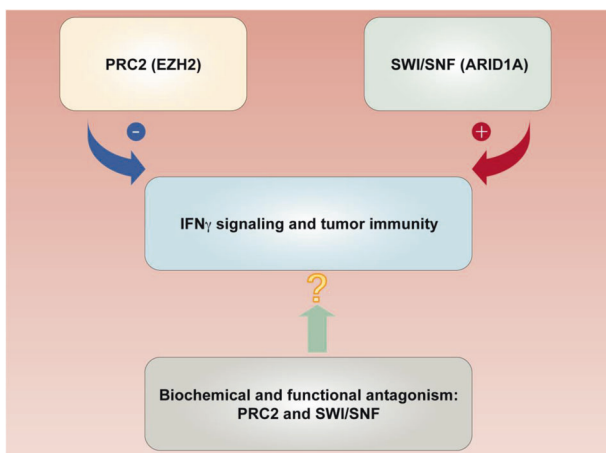 PRC2 (EZH2)
SWI/SNF (ARID1A)
-
+
IFNγ signaling and tumor immunity
?
Biochemical and functional antagonism:
PRC2 and SWI/SNF